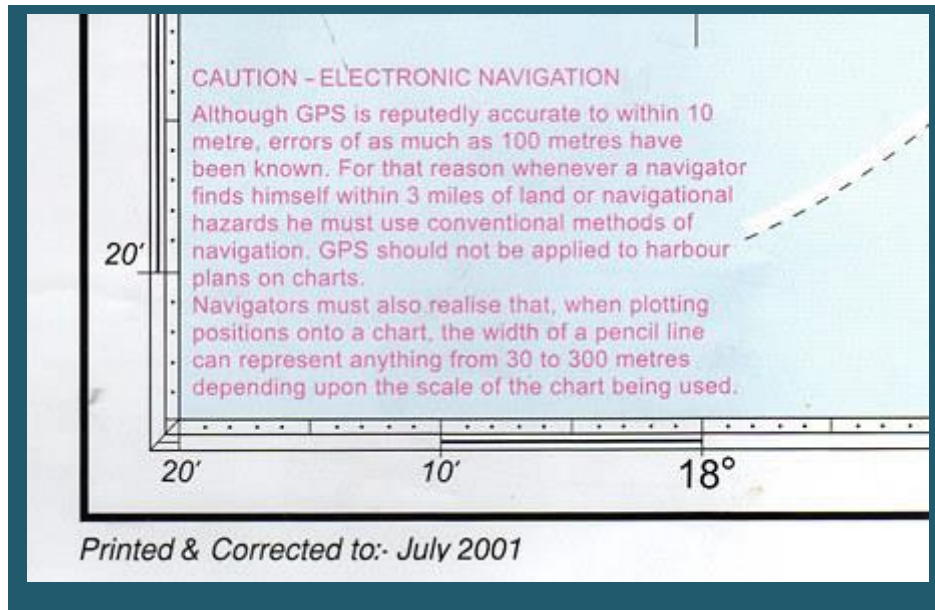 CAUTION - ELECTRONIC NAVIGATION
Although GPS is reputedly accurate to within 10
metre, errors of as much as 100 metres have
been known. For that reason whenever a navigator
finds himself within 3 miles of land or navigational
hazards he must use conventional methods of
navigation. GPS should not be applied to harbour
plans on charts.
Navigators must also realise that, when plotting
positions onto a chart, the width of a pencil line
can represent anything from 30 to 300 metres
depending upon the scale of the chart being used.
20'
20' 10' 18°
Printed & Corrected to:- July 2001